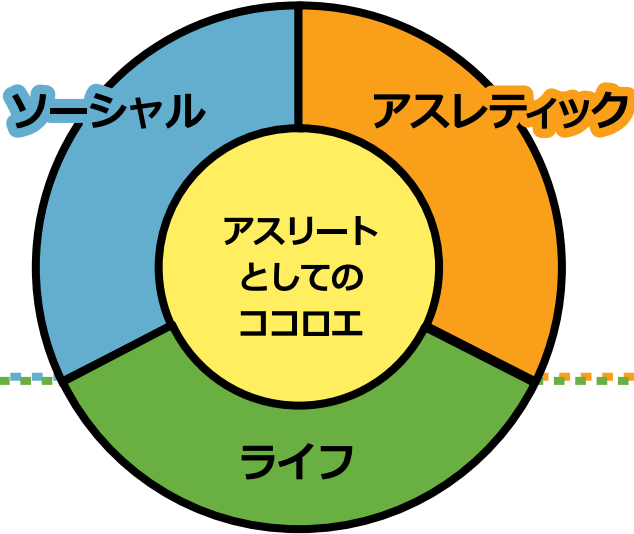 ソーシャル
アスレティック
アスリート
としての
ココロエ
ライフ